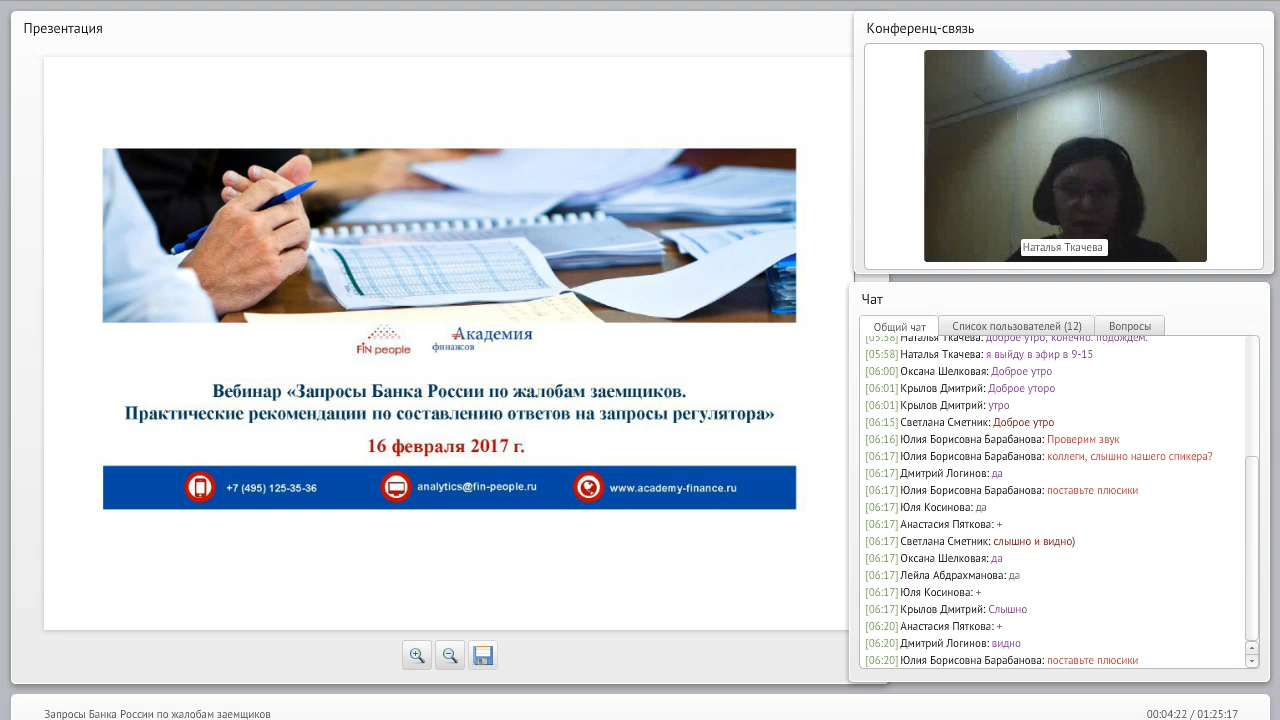 Презентация
FIN people
Академия
финансов
Вебинар «Запросы Банка России по жалобам заемщиков.
Практические рекомендации по составлению ответов на запросы регулятора»
16 февраля 2017 г.
+7 (495) 125-35-36
analytics@fin-people.ru
www.academy-finance.ru
Конференц-связь
Наталья Ткачева
Чат
Общий чат
Список пользователей (12)
Вопросы
[05:58] Наталья Ткачева: доброе утро, конечно. подождем.
[05:58] Наталья Ткачева: я выйду в эфир в 9-15
[06:00] Оксана Шелковая: Доброе утро
[06:01] Крылов Дмитрий: Доброе уторо
[06:01] Крылов Дмитрий: утро
[06:15] Светлана Сметник: Доброе утро
[06:16] Юлия Борисовна Барабанова: Проверим звук
[06:17] Юлия Борисовна Барабанова: коллеги, слышно нашего спикера?
[06:17] Дмитрий Логинов: да
[06:17] Юлия Борисовна Барабанова: поставьте плюсики
[06:17] Юля Косинова: да
[06:17] Анастасия Пяткова: +
[06:17] Светлана Сметник: слышно и видно)
[06:17] Оксана Шелковая: да
[06:17] Лейла Абдрахманова: да
[06:17] Юля Косинова: +
[06:17] Крылов Дмитрий: Слышно
[06:20] Анастасия Пяткова: +
[06:20] Дмитрий Логинов: видно
[06:20] Юлия Борисовна Барабанова: поставьте плюсики
Запросы Банка России по жалобам заемщиков
00:04:22 / 01:25:17